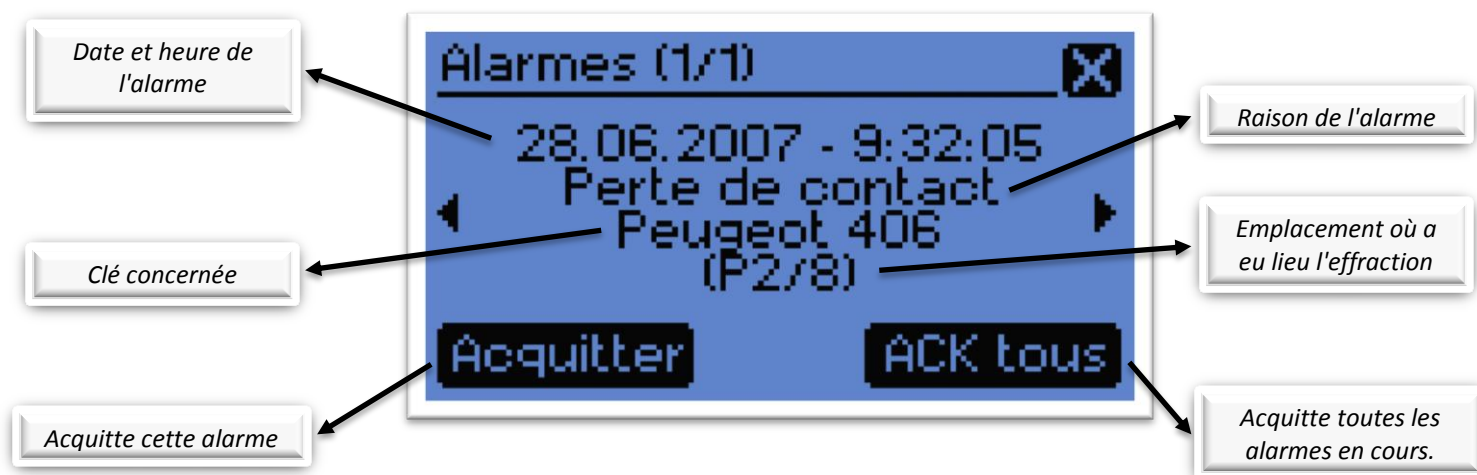 Date et heure de
l'alarme
Alarmes (1/1)
X
28.06.2007 - 9:32:05
Perte de contact
Peugeot 406
(P2/8)
Acquitter
ACK tous
Raison de l'alarme
Clé concernée
Emplacement où a
eu lieu l'effraction
Acquitte cette alarme
Acquitte toutes les
alarmes en cours.